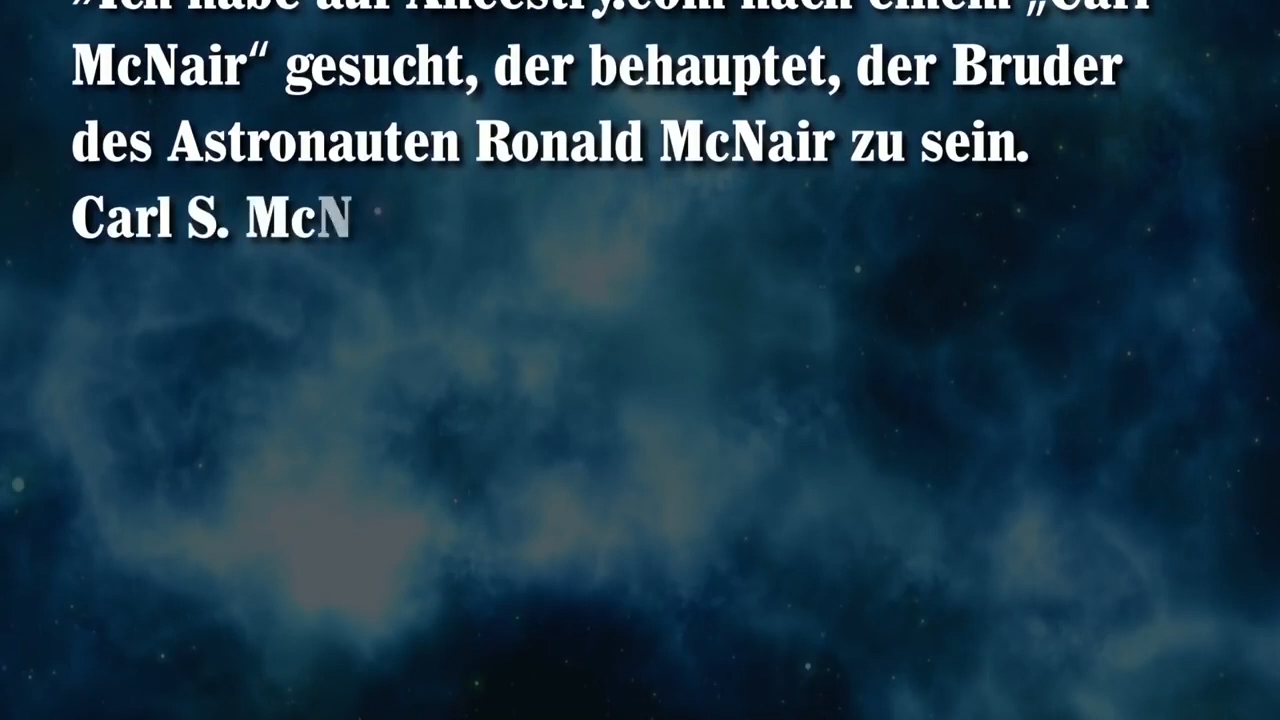 „Ich habe auf Ancestry.com nach einem „Carl
McNair“ gesucht, der behauptet, der Bruder
des Astronauten Ronald McNair zu sein.
Carl S. McN